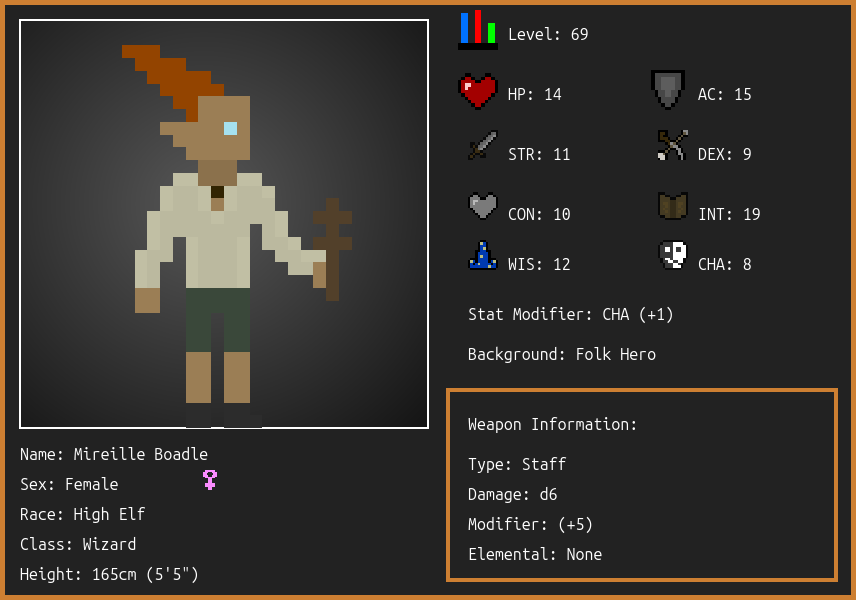 Level: 69
HP: 14
AC: 15
STR: 11
DEX: 9
CON: 10
INT: 19
WIS: 12
CHA: 8
Stat Modifier: CHA (+1)
Background: Folk Hero
Weapon Information:
Type: Staff
Damage: d6
Modifier: (+5)
Elemental: None
Name: Mireille Boadle
Sex: Female
Race: High Elf
Class: Wizard
Height: 165cm (5'5")